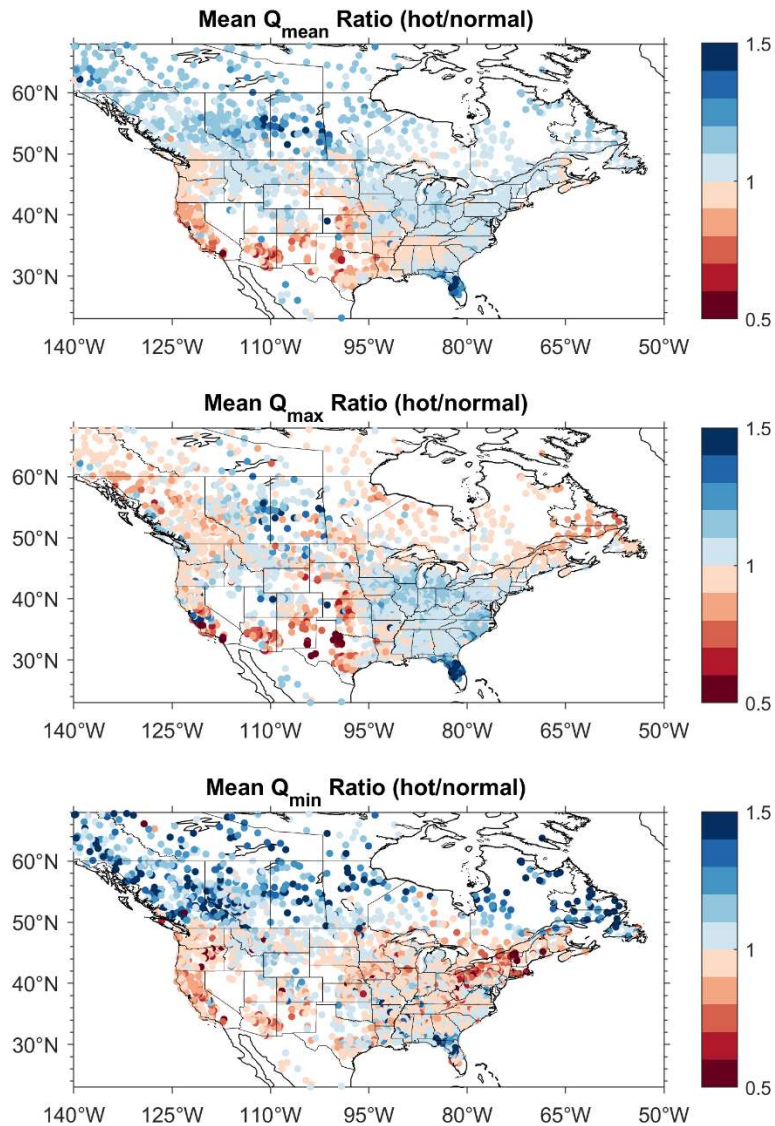 Mean Qmean Ratio (hot/normal)
60°N
50°N
40°N
30°N
140°W 125°W 110°W 95°W 80°W 65°W 50°W
1.5
1
0.5
Mean Qmax Ratio (hot/normal)
60°N
50°N
40°N
30°N
140°W 125°W 110°W 95°W 80°W 65°W 50°W
1.5
1
0.5
Mean Qmin Ratio (hot/normal)
60°N
50°N
40°N
30°N
140°W 125°W 110°W 95°W 80°W 65°W 50°W
1.5
1
0.5